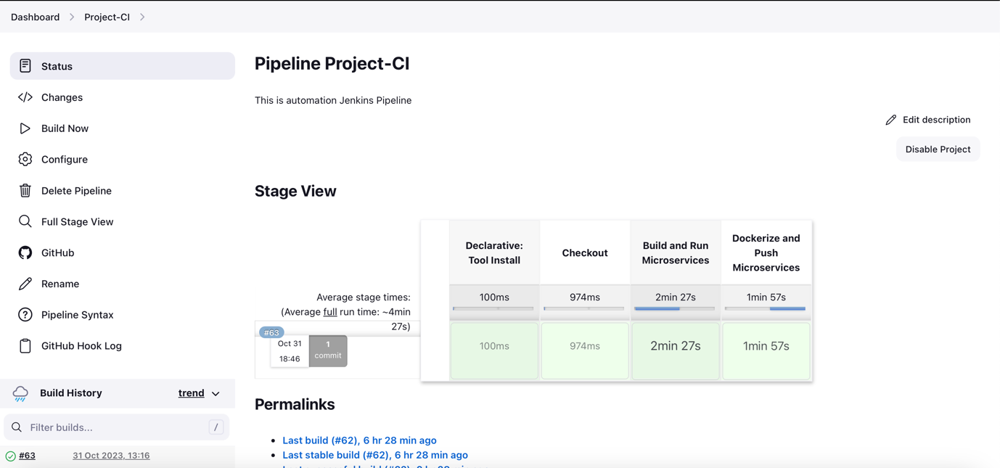 Dashboard > Project-CI >
Status
Changes
Build Now
Configure
Delete Pipeline
Full Stage View
GitHub
Rename
Pipeline Syntax
GitHub Hook Log
Build History trend
Filter builds... /
#63 31 Oct 2023, 13:16
Pipeline Project-CI
This is automation Jenkins Pipeline
Edit description
Disable Project
Stage View
Declarative:
Tool Install
Checkout
Build and Run
Microservices
Dockerize and
Push
Microservices
Average stage times:
(Average full run time: ~4min
27s)
100ms 974ms 2min 27s 1min 57s
#63
Oct 31
18:46
1
commit
100ms 974ms 2min 27s 1min 57s
Permalinks
Last build (#62), 6 hr 28 min ago
Last stable build (#62), 6 hr 28 min ago